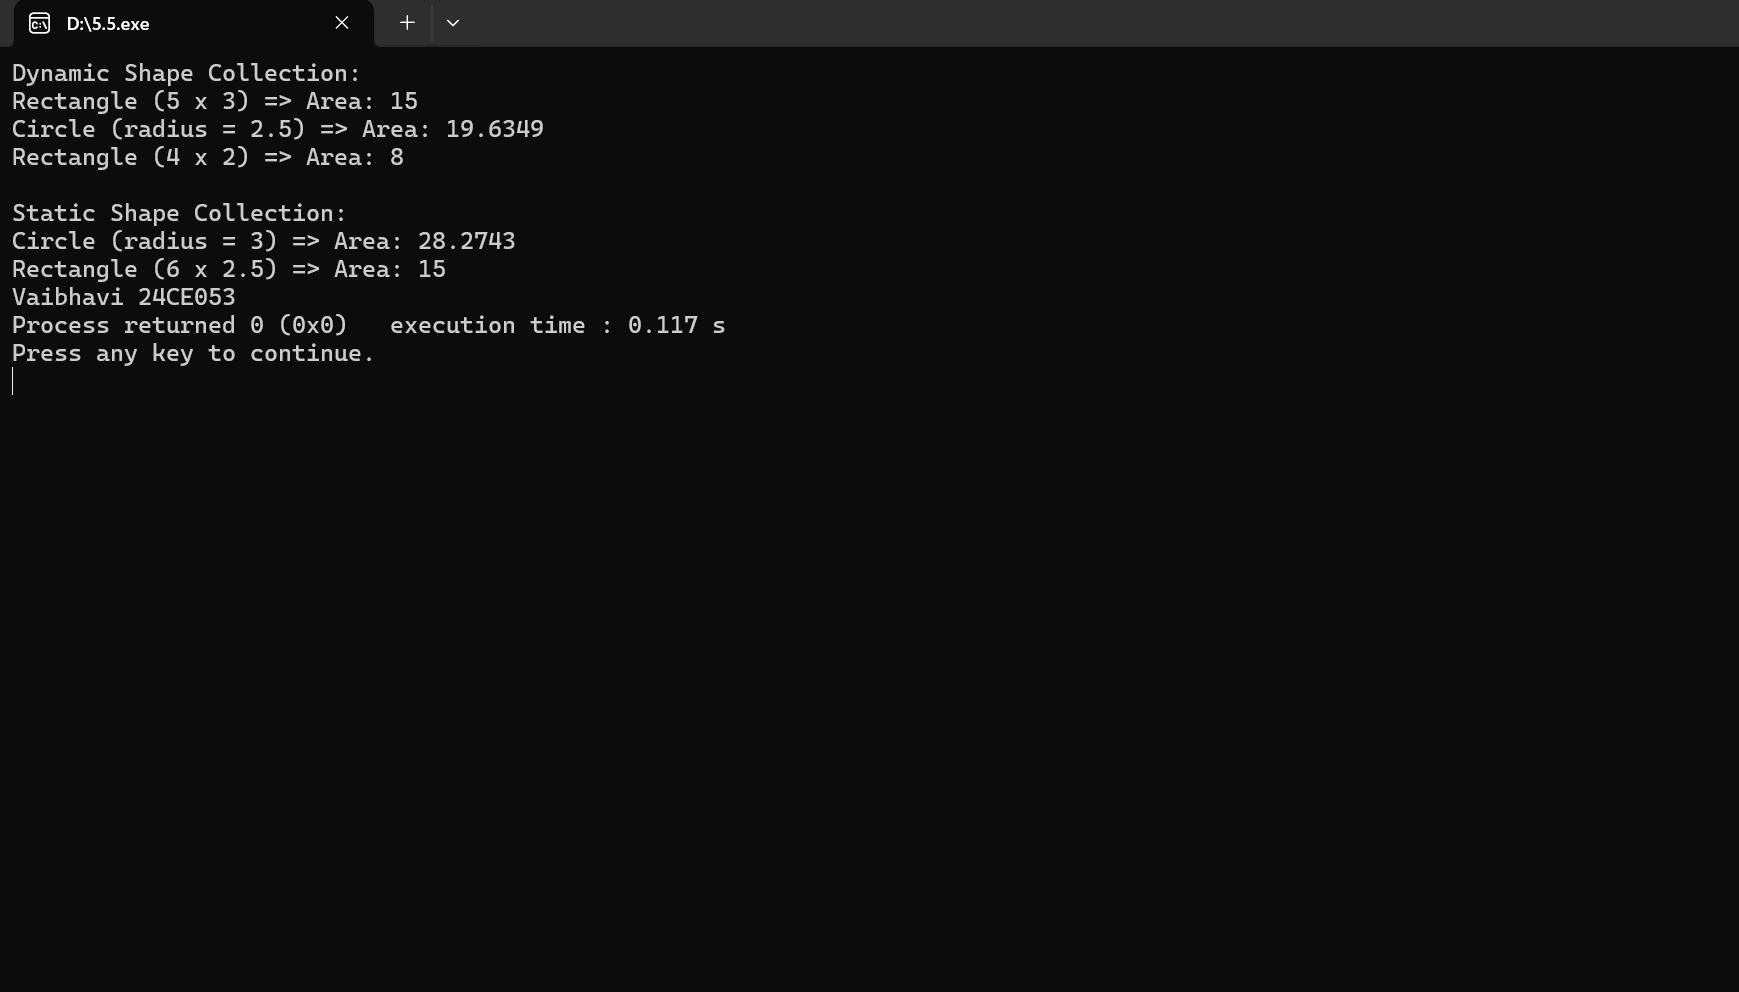 D:\5.5.exe
Dynamic Shape Collection:
Rectangle (5 x 3) => Area: 15
Circle (radius = 2.5) => Area: 19.6349
Rectangle (4 x 2) => Area: 8
Static Shape Collection:
Circle (radius = 3) => Area: 28.2743
Rectangle (6 x 2.5) => Area: 15
Vaibhavi 24CE053
Process returned 0 (0x0)   execution time : 0.117 s
Press any key to continue.